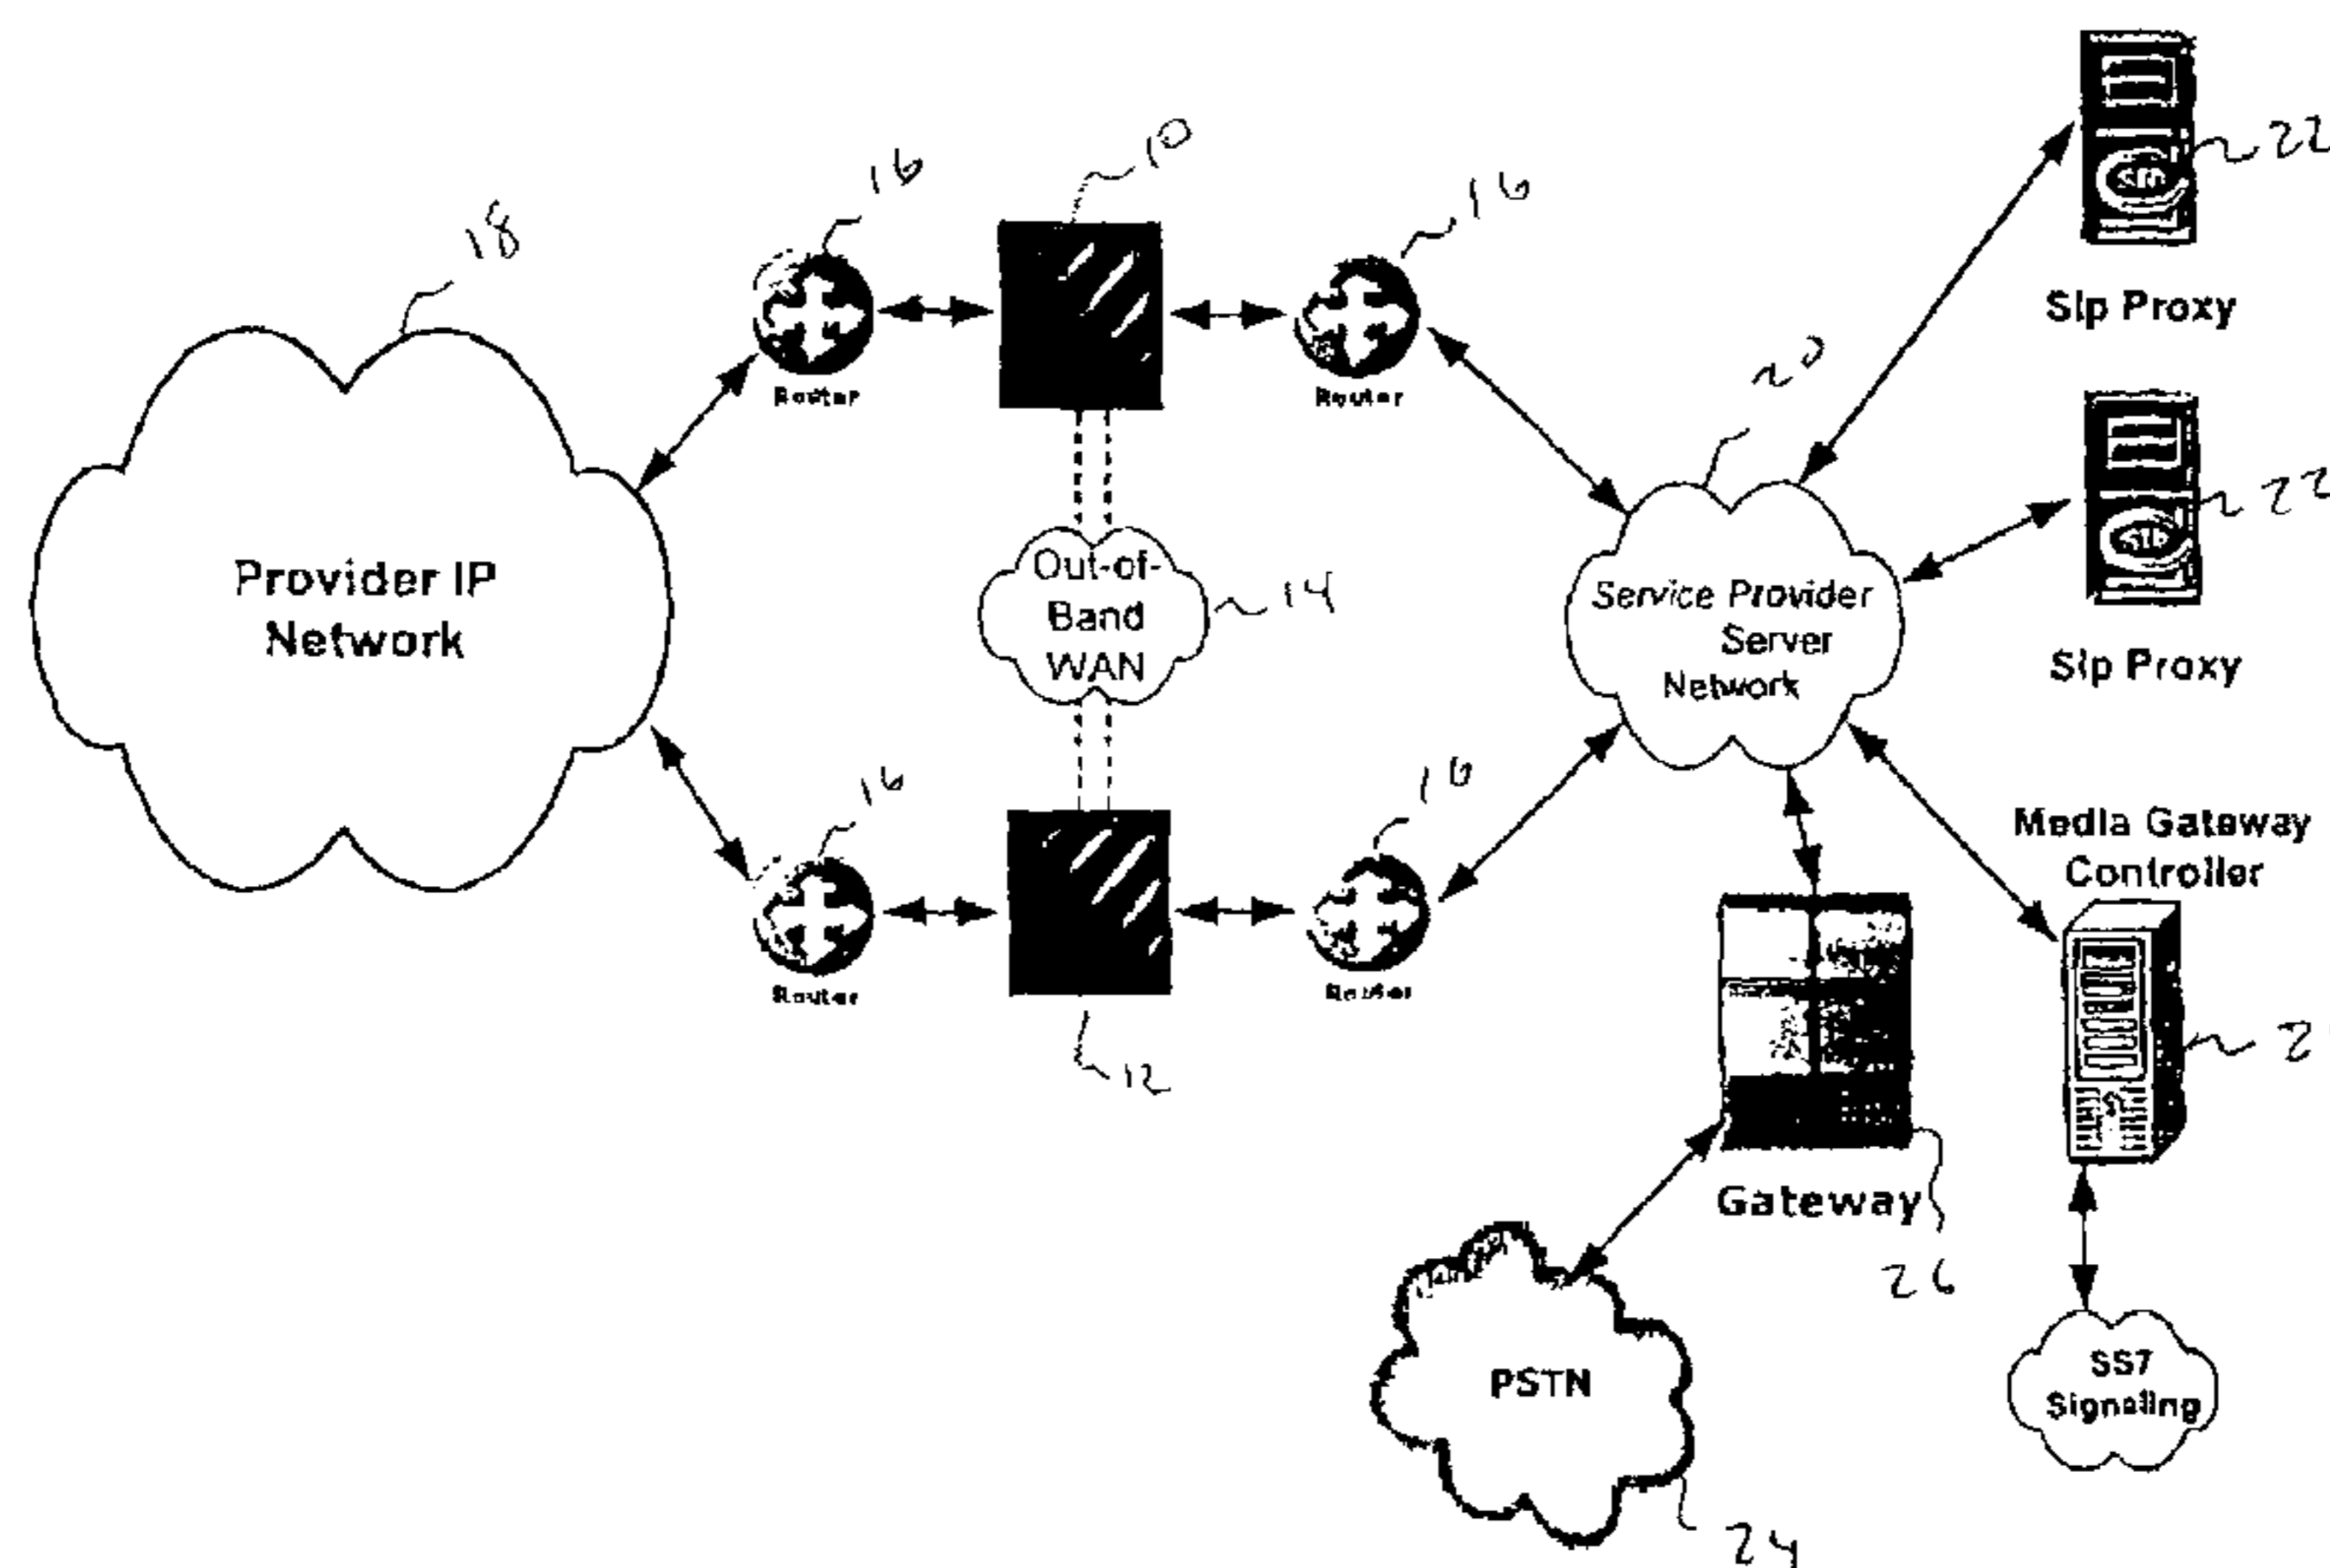 10
22
16
16
18
Sip Proxy
20
Router
Router
22
Out-of-
Band
WAN
14
Provider IP
Network
Service Provider
Server
Network
Sip Proxy
16
16
Media Gateway
Controller
Router
Router
12
Gateway
26
PSTN
SS7
Signaling
24